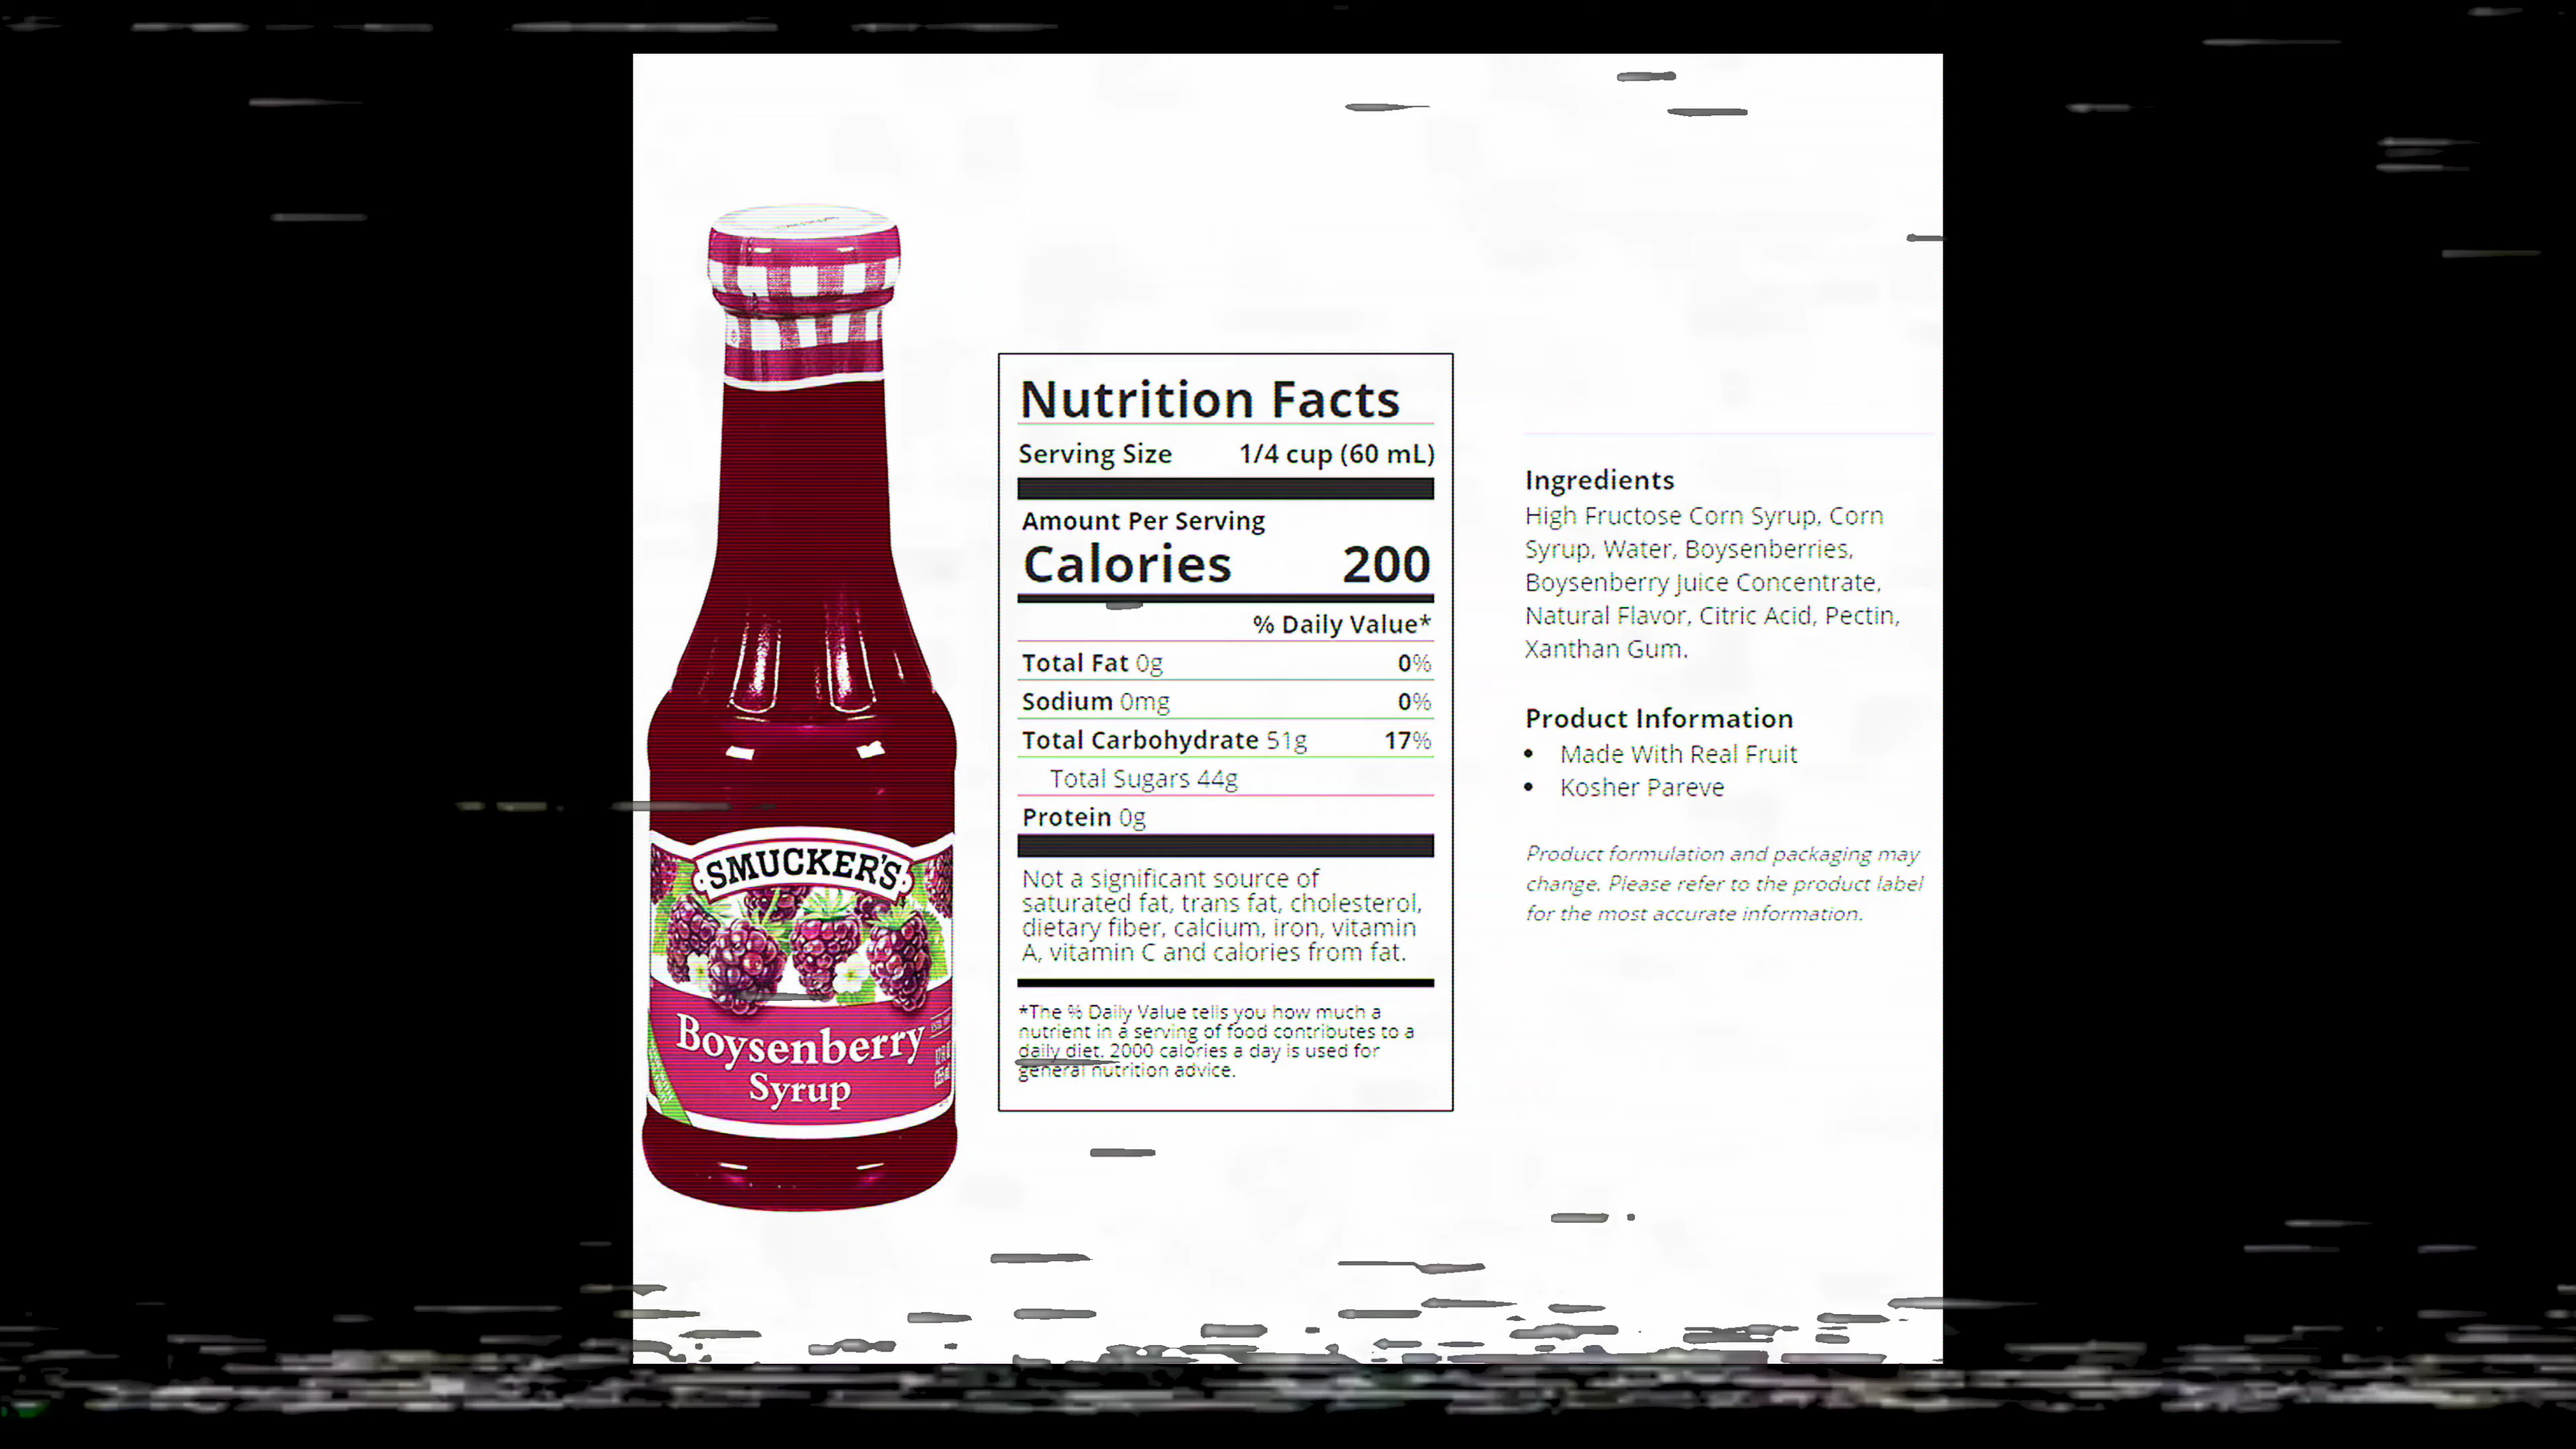 Nutrition Facts
Serving Size 1/4 cup (60 mL)
Amount Per Serving
Calories 200
% Daily Value*
Total Fat 0g 0%
Sodium 0mg 0%
Total Carbohydrate 51g 17%
Total Sugars 44g
Protein 0g
Not a significant source of
saturated fat, trans fat, cholesterol,
dietary fiber, calcium, iron, vitamin
A, vitamin C and calories from fat.
*The % Daily Value tells you how much a
nutrient in a serving of food contributes to a
daily diet. 2000 calories a day is used for
general nutrition advice.
Ingredients
High Fructose Corn Syrup, Corn
Syrup, Water, Boysenberries,
Boysenberry Juice Concentrate,
Natural Flavor, Citric Acid, Pectin,
Xanthan Gum.
Product Information
• Made With Real Fruit
• Kosher Pareve
Product formulation and packaging may
change. Please refer to the product label
for the most accurate information.
SMUCKER'S
Boysenberry
Syrup